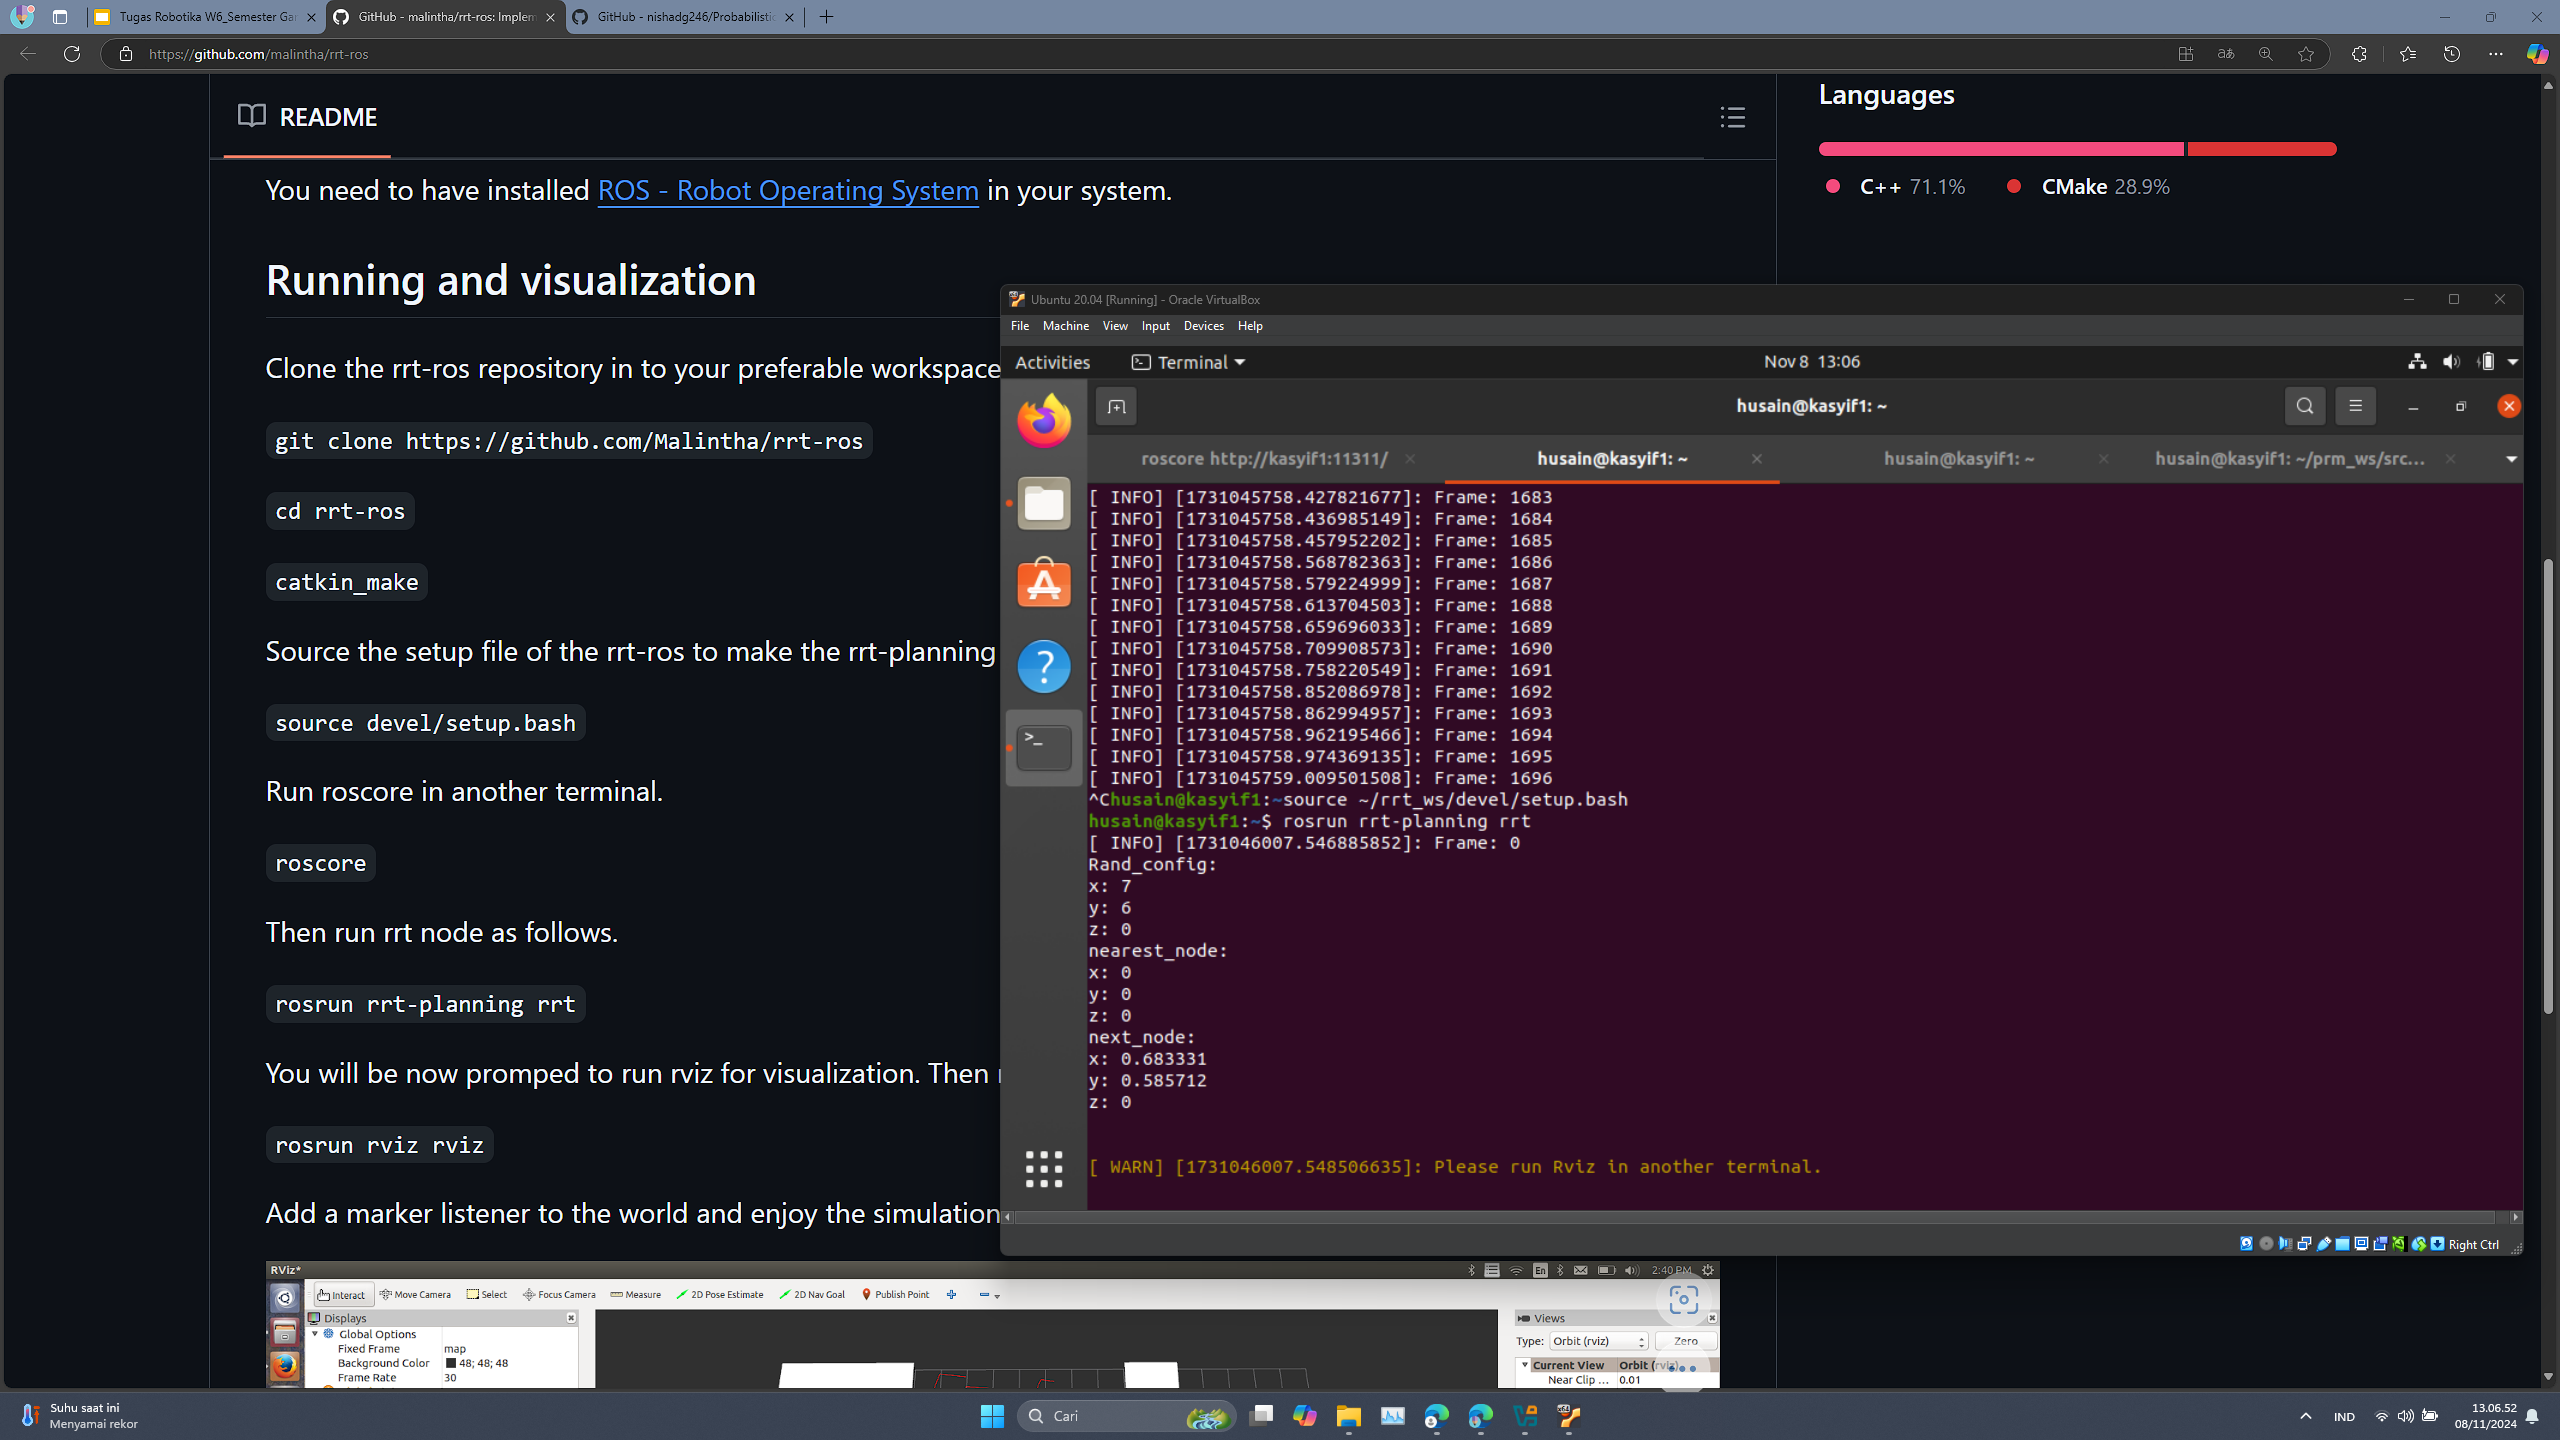 Tugas Robotika W6_Semester Gar
GitHub - malintha/rrt-ros: Implem
GitHub - nishadg246/Probabilistic
https://github.com/malintha/rrt-ros
README
You need to have installed ROS - Robot Operating System in your system.
Running and visualization
Clone the rrt-ros repository in to your preferable workspace
git clone https://github.com/Malintha/rrt-ros
cd rrt-ros
catkin_make
Source the setup file of the rrt-ros to make the rrt-planning
source devel/setup.bash
Run roscore in another terminal.
roscore
Then run rrt node as follows.
rosrun rrt-planning rrt
You will be now promped to run rviz for visualization. Then r
rosrun rviz rviz
Add a marker listener to the world and enjoy the simulation
Languages
C++ 71.1% CMake 28.9%
Ubuntu 20.04 [Running] - Oracle VirtualBox
File Machine View Input Devices Help
Activities Terminal Nov 8 13:06
husain@kasyif1: ~
roscore http://kasyif1:11311/ husain@kasyif1: ~ husain@kasyif1: ~ husain@kasyif1: ~/prm_ws/src...
[ INFO] [1731045758.427821677]: Frame: 1683
[ INFO] [1731045758.436985149]: Frame: 1684
[ INFO] [1731045758.457952202]: Frame: 1685
[ INFO] [1731045758.568782363]: Frame: 1686
[ INFO] [1731045758.579224999]: Frame: 1687
[ INFO] [1731045758.613704503]: Frame: 1688
[ INFO] [1731045758.659696033]: Frame: 1689
[ INFO] [1731045758.709908573]: Frame: 1690
[ INFO] [1731045758.758220549]: Frame: 1691
[ INFO] [1731045758.852086978]: Frame: 1692
[ INFO] [1731045758.862994957]: Frame: 1693
[ INFO] [1731045758.962195466]: Frame: 1694
[ INFO] [1731045758.974369135]: Frame: 1695
[ INFO] [1731045759.009501508]: Frame: 1696
^Chusain@kasyif1:~source ~/rrt_ws/devel/setup.bash
husain@kasyif1:~$ rosrun rrt-planning rrt
[ INFO] [1731046007.546885852]: Frame: 0
Rand_config:
x: 7
y: 6
z: 0
nearest_node:
x: 0
y: 0
z: 0
next_node:
x: 0.683331
y: 0.585712
z: 0
[ WARN] [1731046007.548506635]: Please run Rviz in another terminal.
Right Ctrl
RViz*
En 2:40 PM
Interact Move Camera Select Focus Camera Measure 2D Pose Estimate 2D Nav Goal Publish Point
Displays
Global Options
Fixed Frame map
Background Color 48; 48; 48
Frame Rate 30
Views
Type: Orbit (rviz) Zero
Current View Orbit (rviz)
Near Clip ... 0.01
Suhu saat ini
Menyamai rekor
Cari
IND
13.06.52
08/11/2024